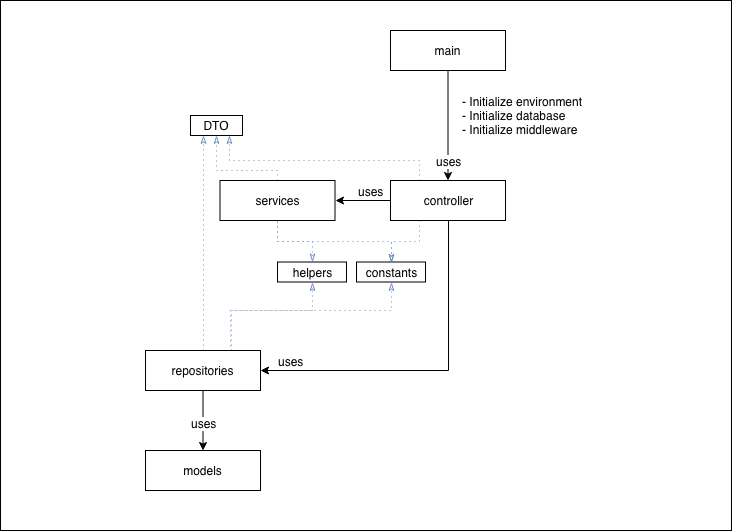 main
- Initialize environment
- Initialize database
- Initialize middleware
DTO
uses
services
uses
controller
helpers
constants
uses
repositories
uses
models